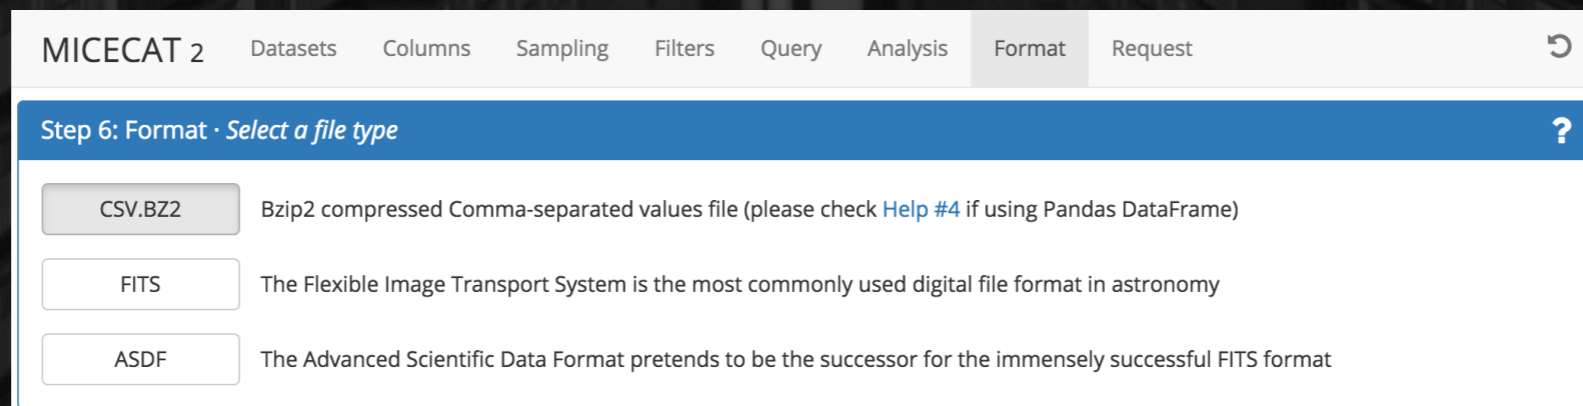 MICECAT 2 Datasets Columns Sampling Filters Query Analysis Format Request
Step 6: Format · Select a file type ?
CSV.BZ2 Bzip2 compressed Comma-separated values file (please check Help #4 if using Pandas DataFrame)
FITS The Flexible Image Transport System is the most commonly used digital file format in astronomy
ASDF The Advanced Scientific Data Format pretends to be the successor for the immensely successful FITS format